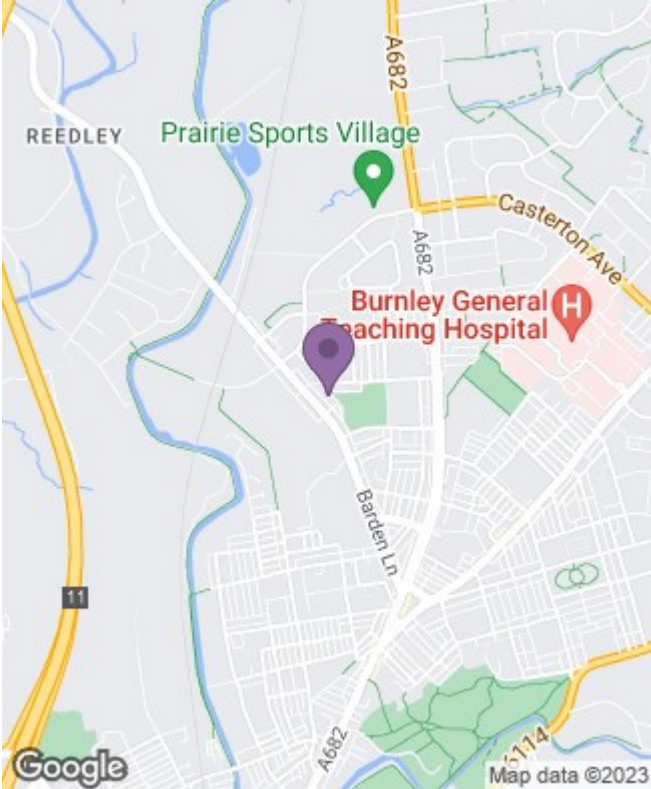 A682
REEDLEY
Prairie Sports Village
Casterton Ave
A682
Burnley General
Teaching Hospital
H
Barden Ln
11
A682
6114
Google
Map data ©2023